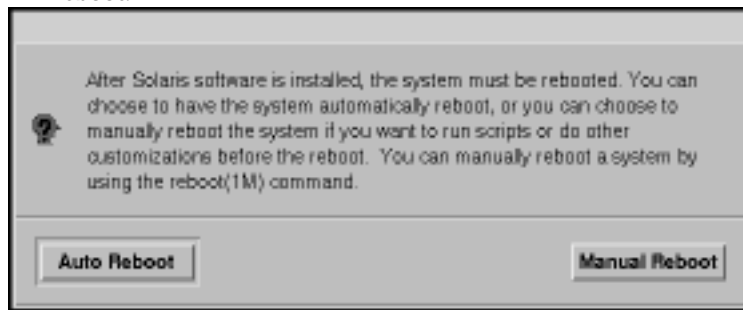 After Solaris software is installed, the system must be rebooted. You can
choose to have the system automatically reboot, or you can choose to
manually reboot the system if you want to run scripts or do other
customizations before the reboot. You can manually reboot a system by
using the reboot(1M) command.
Auto Reboot
Manual Reboot